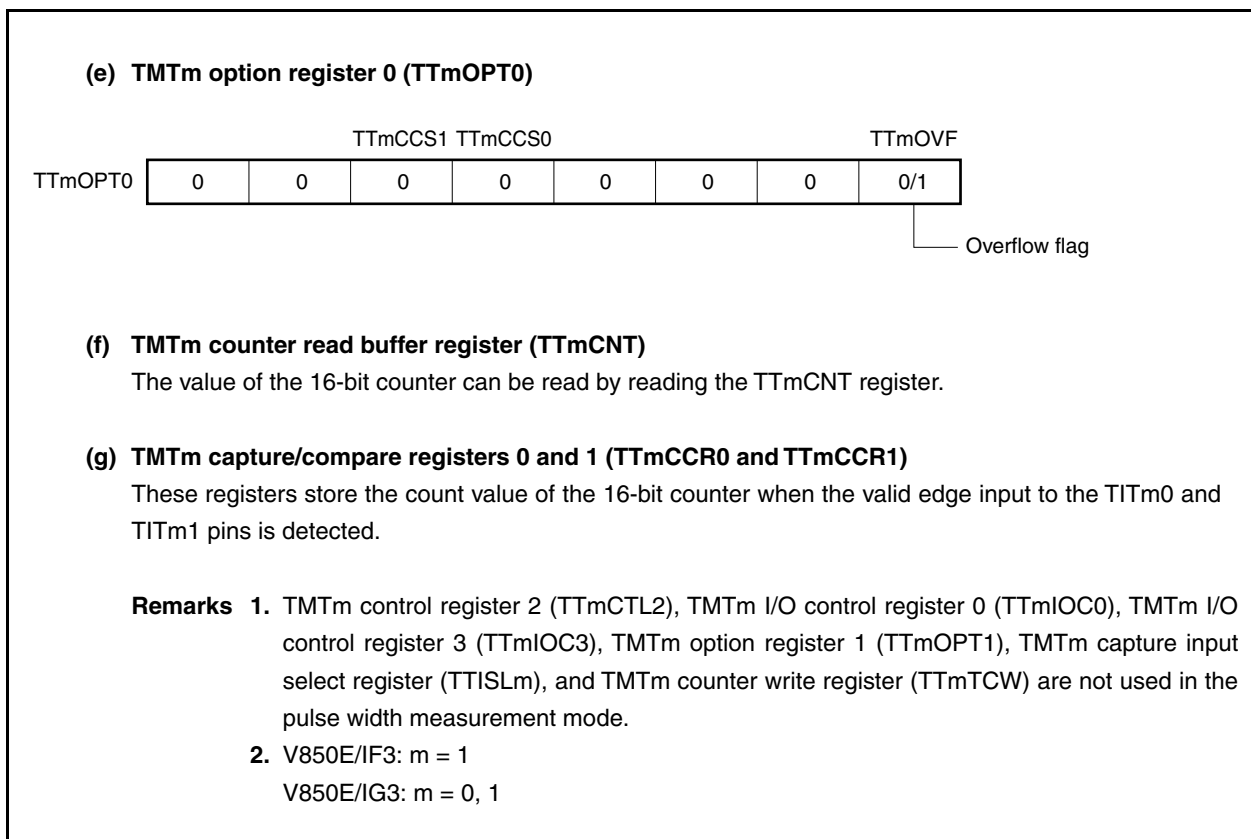 (e) TMTm option register 0 (TTmOPT0)
TTmCCS1 TTmCCS0 TTmOVF
TTmOPT0 0 0 0 0 0 0 0 0/1
Overflow flag
(f) TMTm counter read buffer register (TTmCNT)
The value of the 16-bit counter can be read by reading the TTmCNT register.
(g) TMTm capture/compare registers 0 and 1 (TTmCCR0 and TTmCCR1)
These registers store the count value of the 16-bit counter when the valid edge input to the TITm0 and
TITm1 pins is detected.
Remarks 1. TMTm control register 2 (TTmCTL2), TMTm I/O control register 0 (TTmIOC0), TMTm I/O
control register 3 (TTmIOC3), TMTm option register 1 (TTmOPT1), TMTm capture input
select register (TTISLm), and TMTm counter write register (TTmTCW) are not used in the
pulse width measurement mode.
2. V850E/IF3: m = 1
V850E/IG3: m = 0, 1